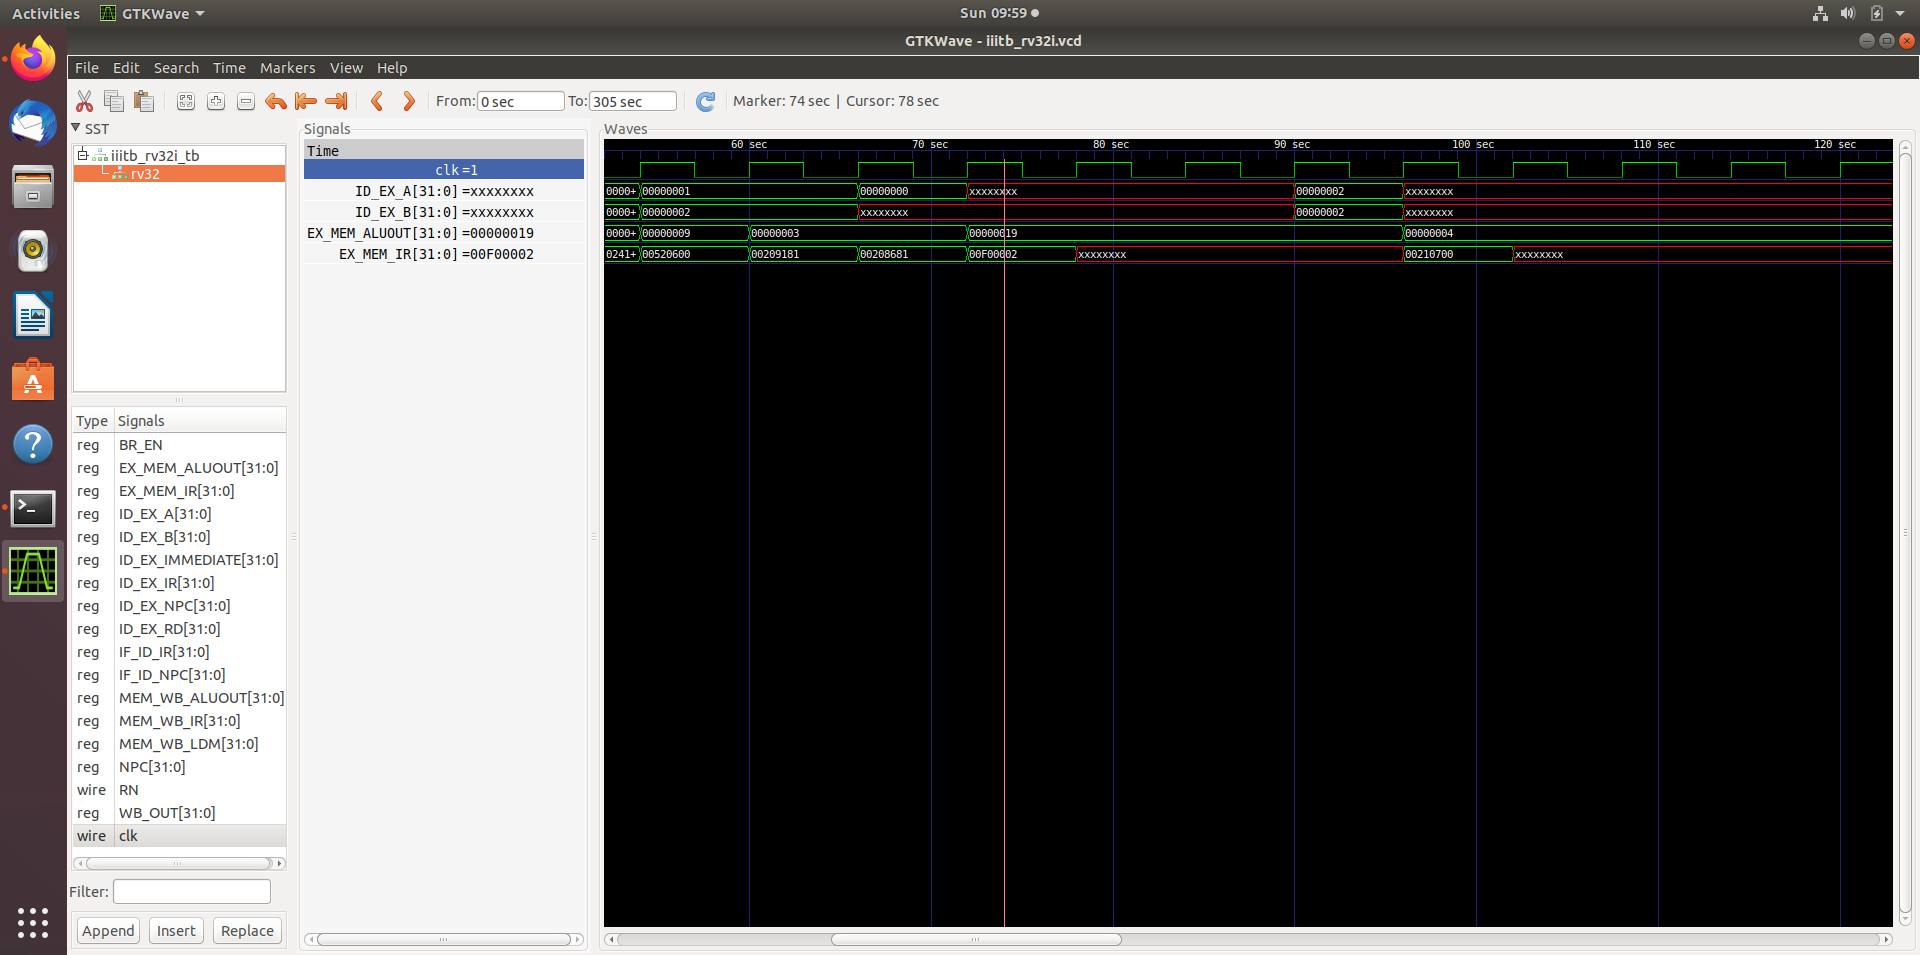 Activities GTKWave Sun 09:59
GTKWave - iiitb_rv32i.vcd
File Edit Search Time Markers View Help
From: 0 sec To: 305 sec Marker: 74 sec | Cursor: 78 sec
SST
iiitb_rv32i_tb
rv32
Type Signals
reg BR_EN
reg EX_MEM_ALUOUT[31:0]
reg EX_MEM_IR[31:0]
reg ID_EX_A[31:0]
reg ID_EX_B[31:0]
reg ID_EX_IMMEDIATE[31:0]
reg ID_EX_IR[31:0]
reg ID_EX_NPC[31:0]
reg ID_EX_RD[31:0]
reg IF_ID_IR[31:0]
reg IF_ID_NPC[31:0]
reg MEM_WB_ALUOUT[31:0]
reg MEM_WB_IR[31:0]
reg MEM_WB_LDM[31:0]
reg NPC[31:0]
wire RN
reg WB_OUT[31:0]
wire clk
Filter:
Append Insert Replace
Signals
Time
clk =1
ID_EX_A[31:0] =xxxxxxxx
ID_EX_B[31:0] =xxxxxxxx
EX_MEM_ALUOUT[31:0] =00000019
EX_MEM_IR[31:0] =00F00002
Waves
60 sec 70 sec 80 sec 90 sec 100 sec 110 sec 120 sec
0000+ 00000001 00000000 xxxxxxxx 00000002 xxxxxxxx
0000+ 00000002 xxxxxxxx 00000002 xxxxxxxx
0000+ 00000009 00000003 00000019 00000004
0241+ 00520600 00209181 00208681 00F00002 xxxxxxxx 00210700 xxxxxxxx